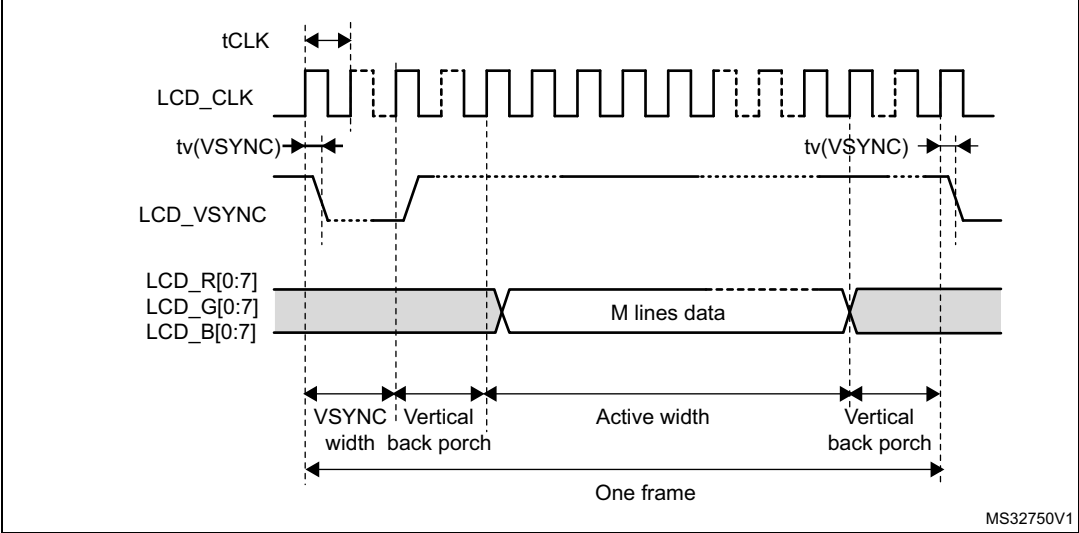 tCLK
LCD_CLK
tv(VSYNC)
tv(VSYNC)
LCD_VSYNC
LCD_R[0:7]
LCD_G[0:7]
LCD_B[0:7]
M lines data
VSYNC
width
Vertical
back porch
Active width
Vertical
back porch
One frame
MS32750V1